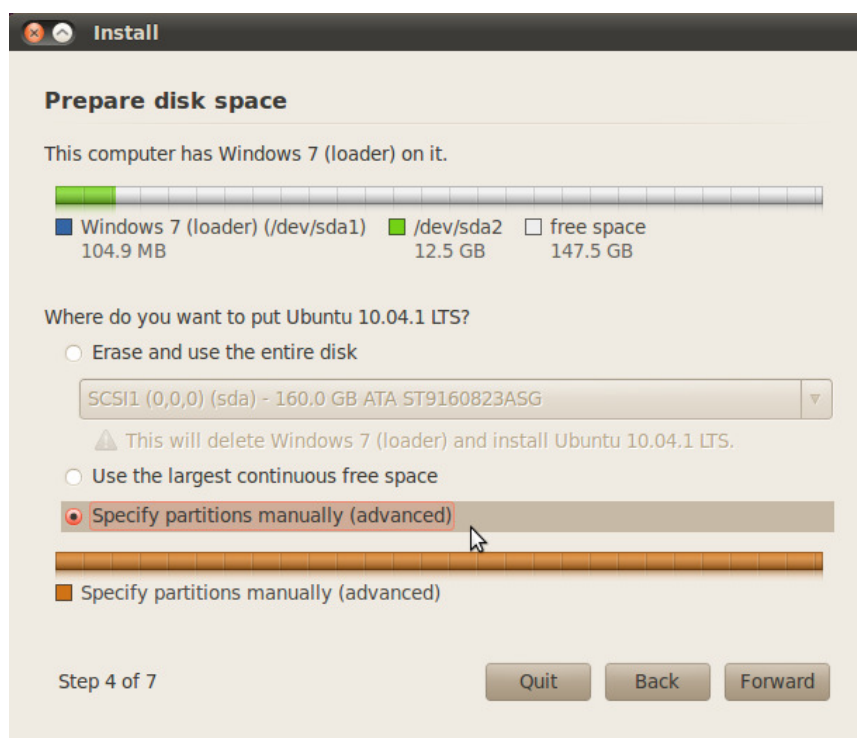 Install
Prepare disk space
This computer has Windows 7 (loader) on it.
Windows 7 (loader) (/dev/sda1) /dev/sda2 free space
104.9 MB 12.5 GB 147.5 GB
Where do you want to put Ubuntu 10.04.1 LTS?
Erase and use the entire disk
SCSI1 (0,0,0) (sda) - 160.0 GB ATA ST9160823ASG
This will delete Windows 7 (loader) and install Ubuntu 10.04.1 LTS.
Use the largest continuous free space
Specify partitions manually (advanced)
Specify partitions manually (advanced)
Step 4 of 7 Quit Back Forward